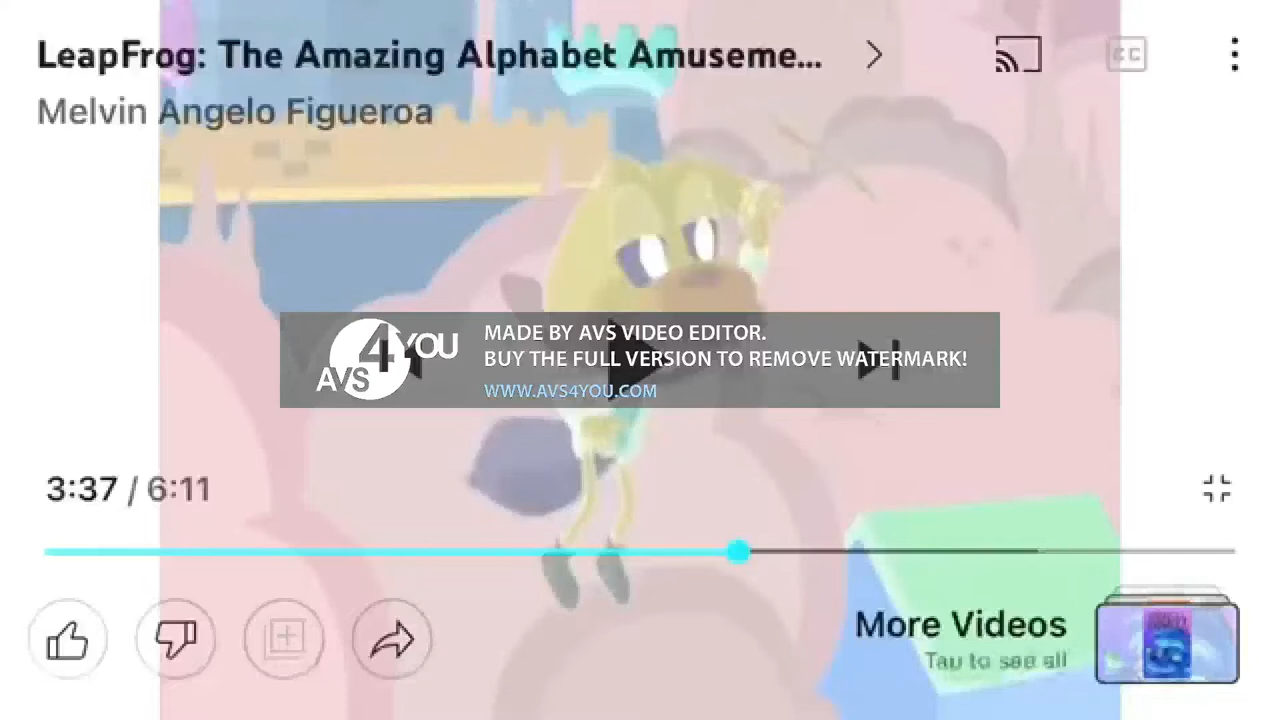 LeapFrog: The Amazing Alphabet Amuseme...
CC
Melvin Angelo Figueroa
4YOU
AVS
MADE BY AVS VIDEO EDITOR.
BUY THE FULL VERSION TO REMOVE WATERMARK!
WWW.AVS4YOU.COM
3:37 / 6:11
More Videos
Tap to see all